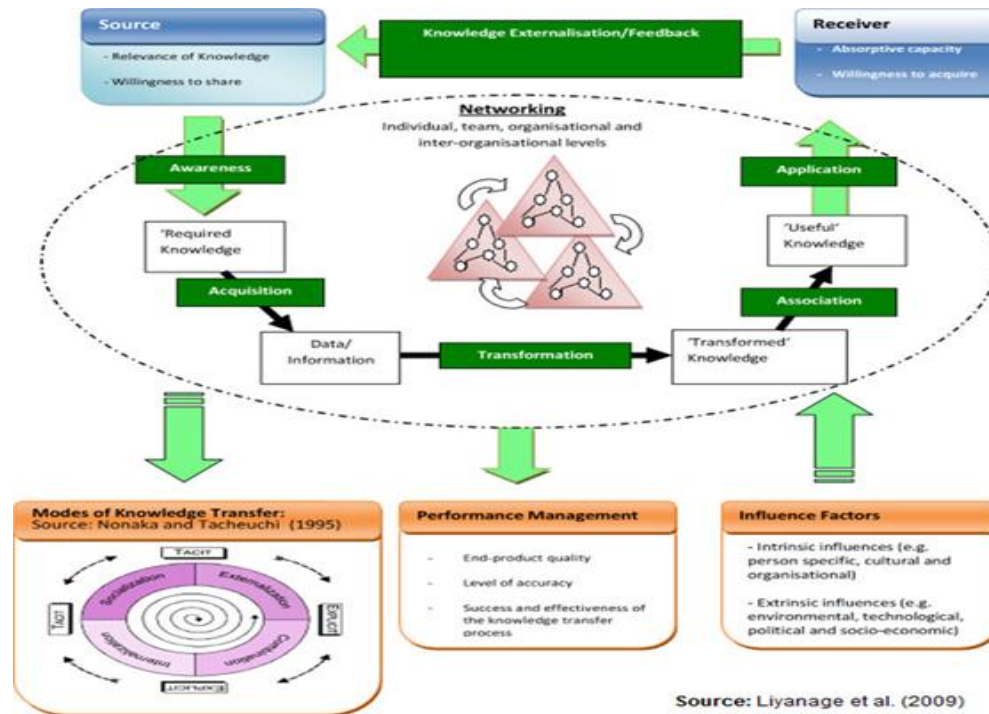 Source
- Relevance of Knowledge
- Willingness to share
Knowledge Externalisation/Feedback
Receiver
- Absorptive capacity
- Willingness to acquire
Networking
Individual, team, organisational and
inter-organisational levels
Awareness
'Required
Knowledge
Acquisition
Data/
Information
Transformation
'Transformed'
Knowledge
Association
'Useful'
Knowledge
Application
Modes of Knowledge Transfer:
Source: Nonaka and Tacheuchi (1995)
TACIT
Socialization
Externalization
TACIT
EXPLICIT
Internalization
Combination
EXPLICIT
Performance Management
- End-product quality
- Level of accuracy
- Success and effectiveness of
the knowledge transfer
process
Influence Factors
- Intrinsic influences (e.g.
person specific, cultural and
organisational)
- Extrinsic influences (e.g.
environmental, technological,
political and socio-economic)
Source: Liyanage et al. (2009)